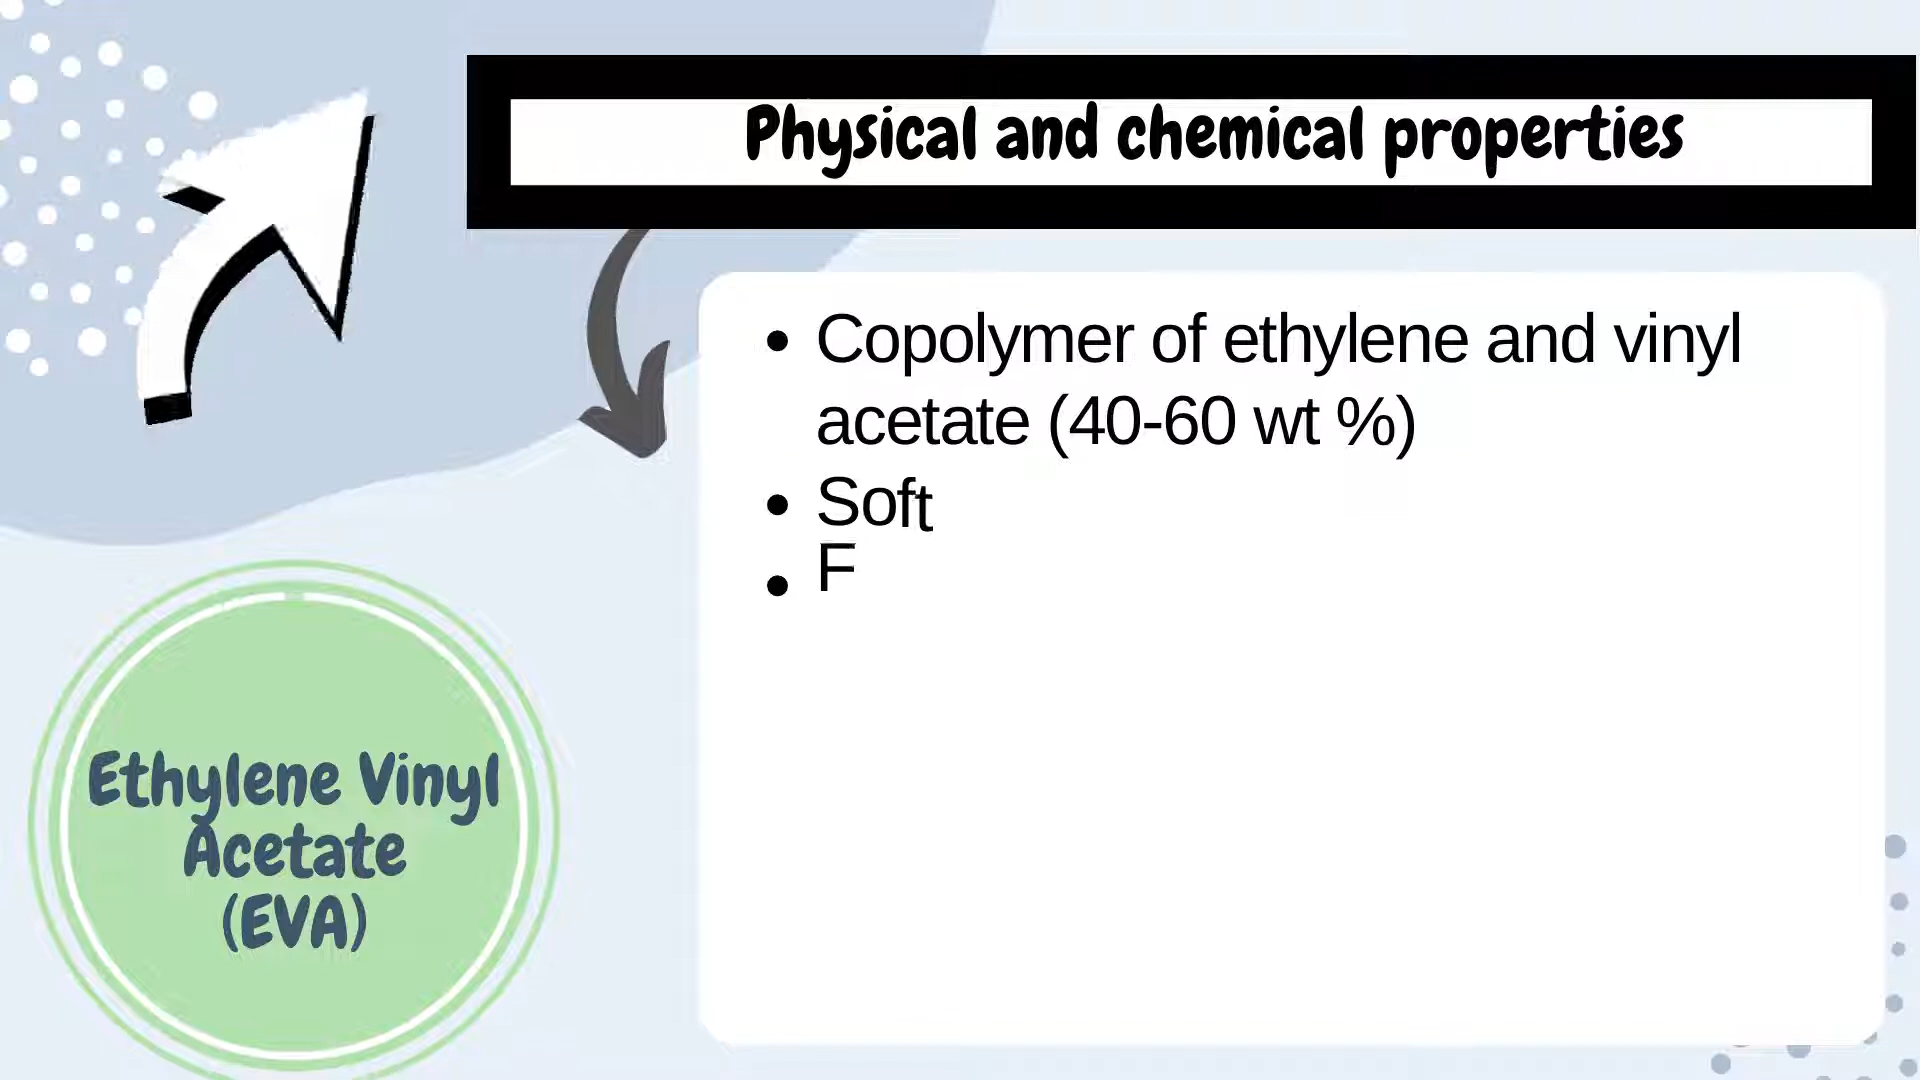 Physical and chemical properties
Copolymer of ethylene and vinyl
acetate (40-60 wt %)
Soft
F
Ethylene Vinyl
Acetate
(EVA)